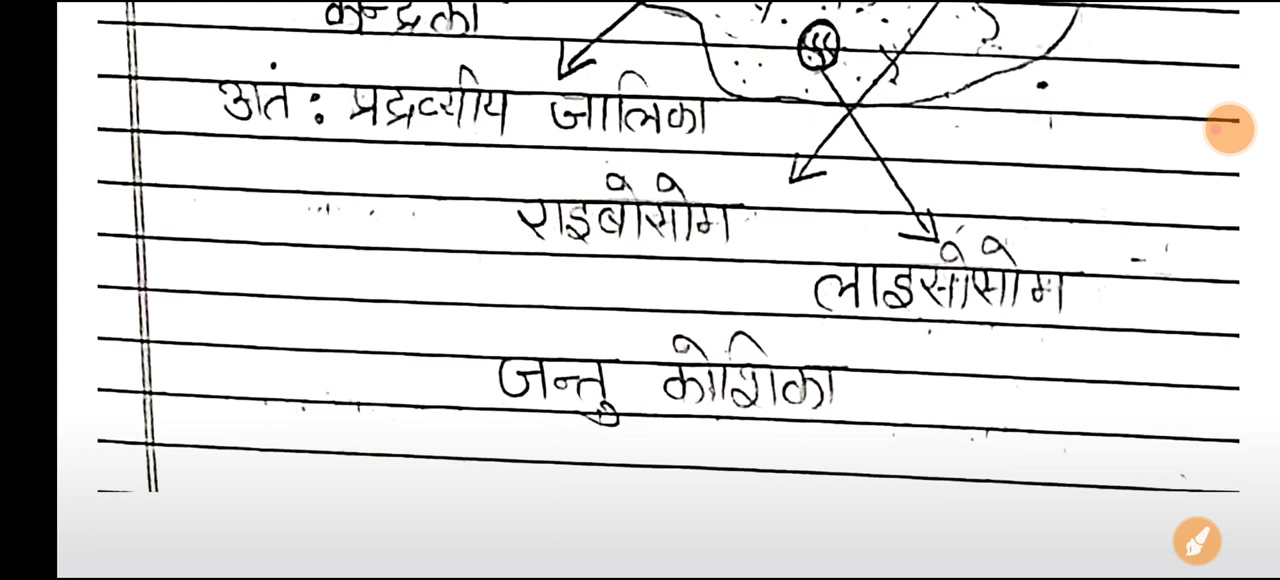 केन्द्रिका
अंत: प्रद्रव्यीय जालिका
राइबोसोम
लाइसोसोम
जन्तु कोशिका